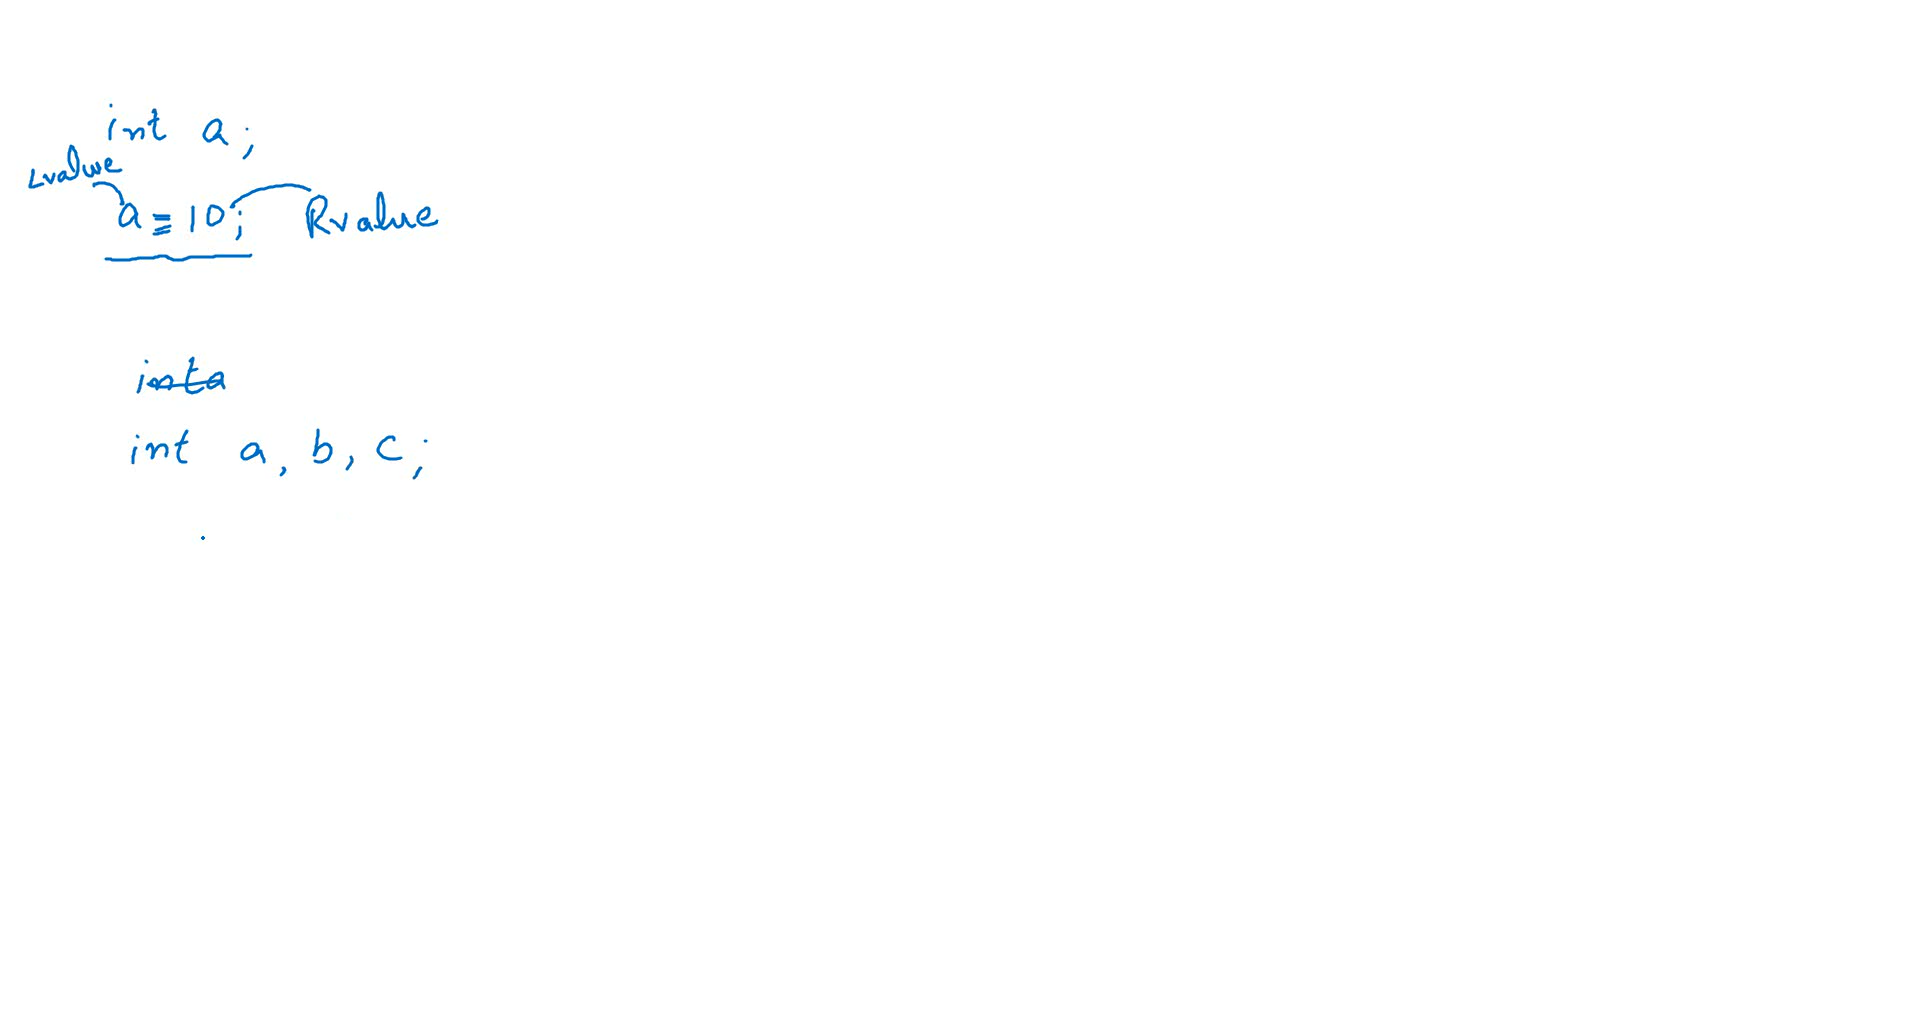 int a;
Lvalue
a = 10; Rvalue
inta
int a, b, c;